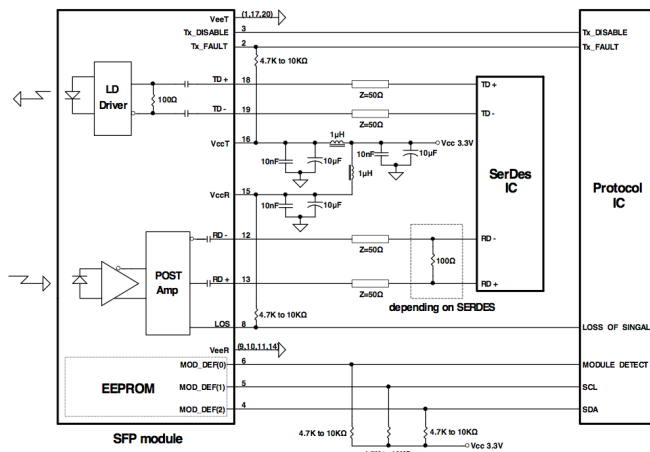 VeeT (1,17,20)
Tx_DISABLE 3 Tx_DISABLE
Tx_FAULT 2 Tx_FAULT
4.7K to 10KΩ
LD Driver
100Ω
TD+ 18 Z=50Ω TD+
TD- 19 Z=50Ω TD-
VccT 16 1µH Vcc 3.3V
10nF 10µF 10nF 10µF
1µH
SerDes IC
Protocol IC
VccR 15
10nF 10µF
RD - 12 Z=50Ω RD -
100Ω
POST Amp
RD+ 13 Z=50Ω RD+
depending on SERDES
4.7K to 10KΩ
LOS 8 LOSS OF SINGAL
VeeR (9,10,11,14)
MOD_DEF(0) 6 MODULE DETECT
EEPROM
MOD_DEF(1) 5 SCL
MOD_DEF(2) 4 SDA
4.7K to 10KΩ 4.7K to 10KΩ
SFP module
Vcc 3.3V